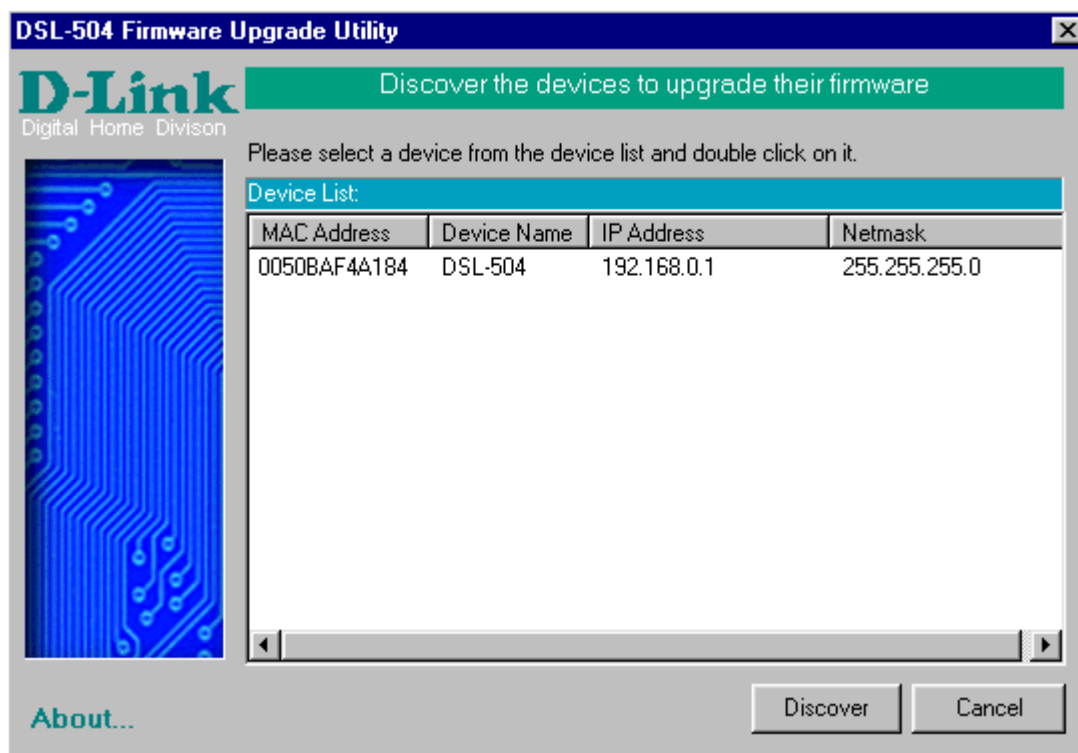 DSL-504 Firmware Upgrade Utility
D-Link
Digital Home Divison
Discover the devices to upgrade their firmware
Please select a device from the device list and double click on it.
Device List:
MAC Address Device Name IP Address Netmask
0050BAF4A184 DSL-504 192.168.0.1 255.255.255.0
About...
Discover Cancel